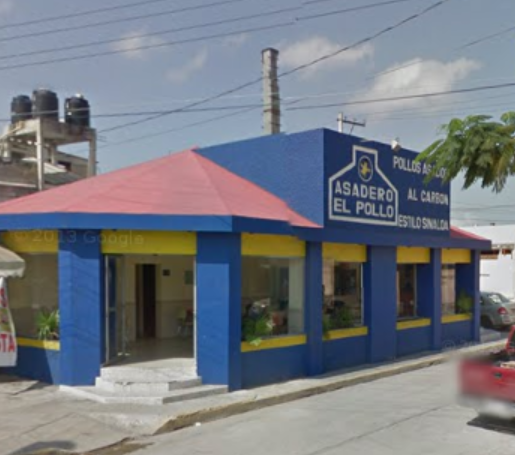 ASADERO
EL POLLO
POLLOS
AL CARBON
ESTILO SINALOA
© 2013 Google